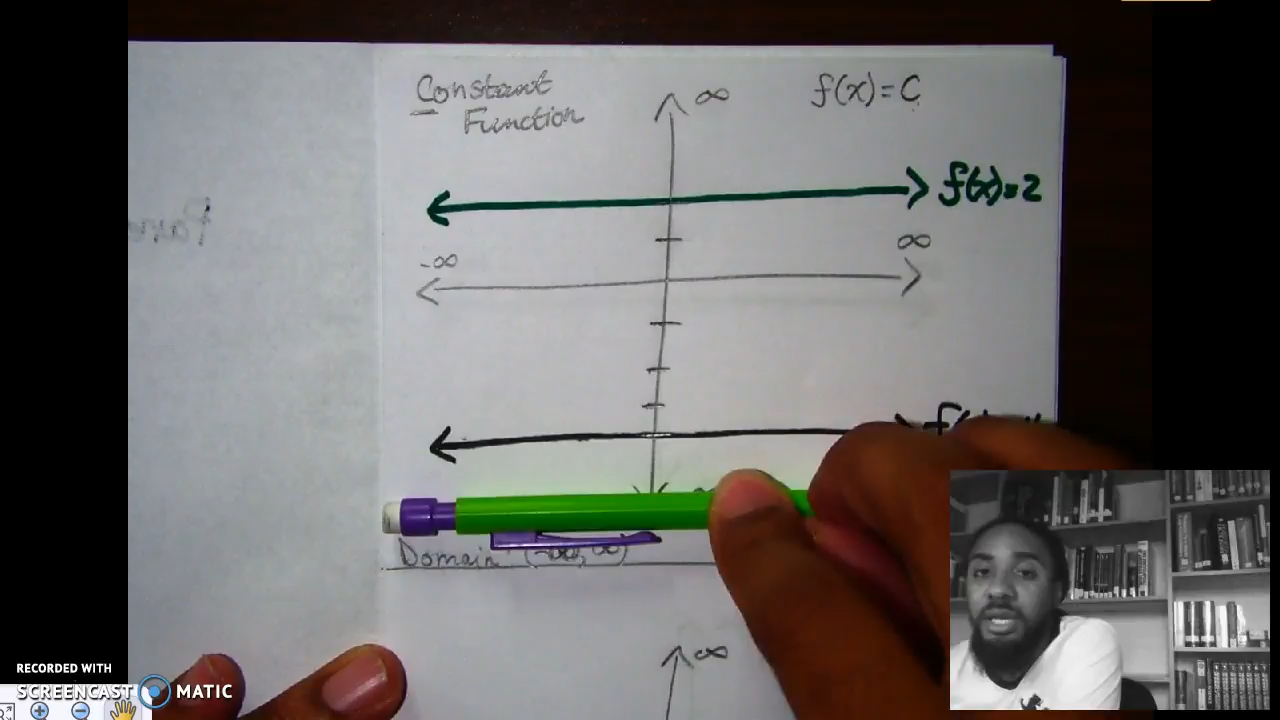 Constant
Function
∞
f(x)=C
f(x)=2
-∞
∞
Domain (-∞, ∞)
∞
RECORDED WITH
SCREENCAST MATIC